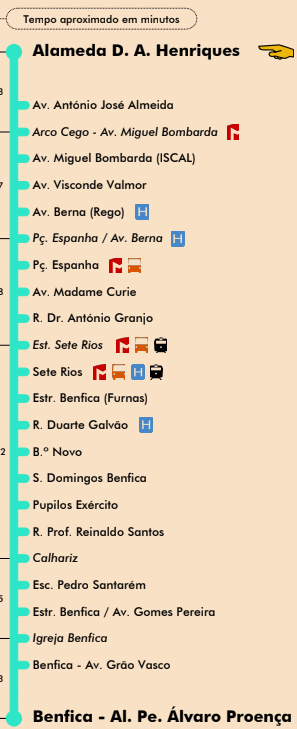 Tempo aproximado em minutos
Alameda D. A. Henriques
Av. António José Almeida
Arco Cego - Av. Miguel Bombarda
Av. Miguel Bombarda (ISCAL)
Av. Visconde Valmor
Av. Berna (Rego) H
Pç. Espanha / Av. Berna H
Pç. Espanha
Av. Madame Curie
R. Dr. António Granjo
Est. Sete Rios
Sete Rios H
Estr. Benfica (Furnas)
R. Duarte Galvão H
B.º Novo
S. Domingos Benfica
Pupilos Exército
R. Prof. Reinaldo Santos
Calhariz
Esc. Pedro Santarém
Estr. Benfica / Av. Gomes Pereira
Igreja Benfica
Benfica - Av. Grão Vasco
Benfica - Al. Pe. Álvaro Proença